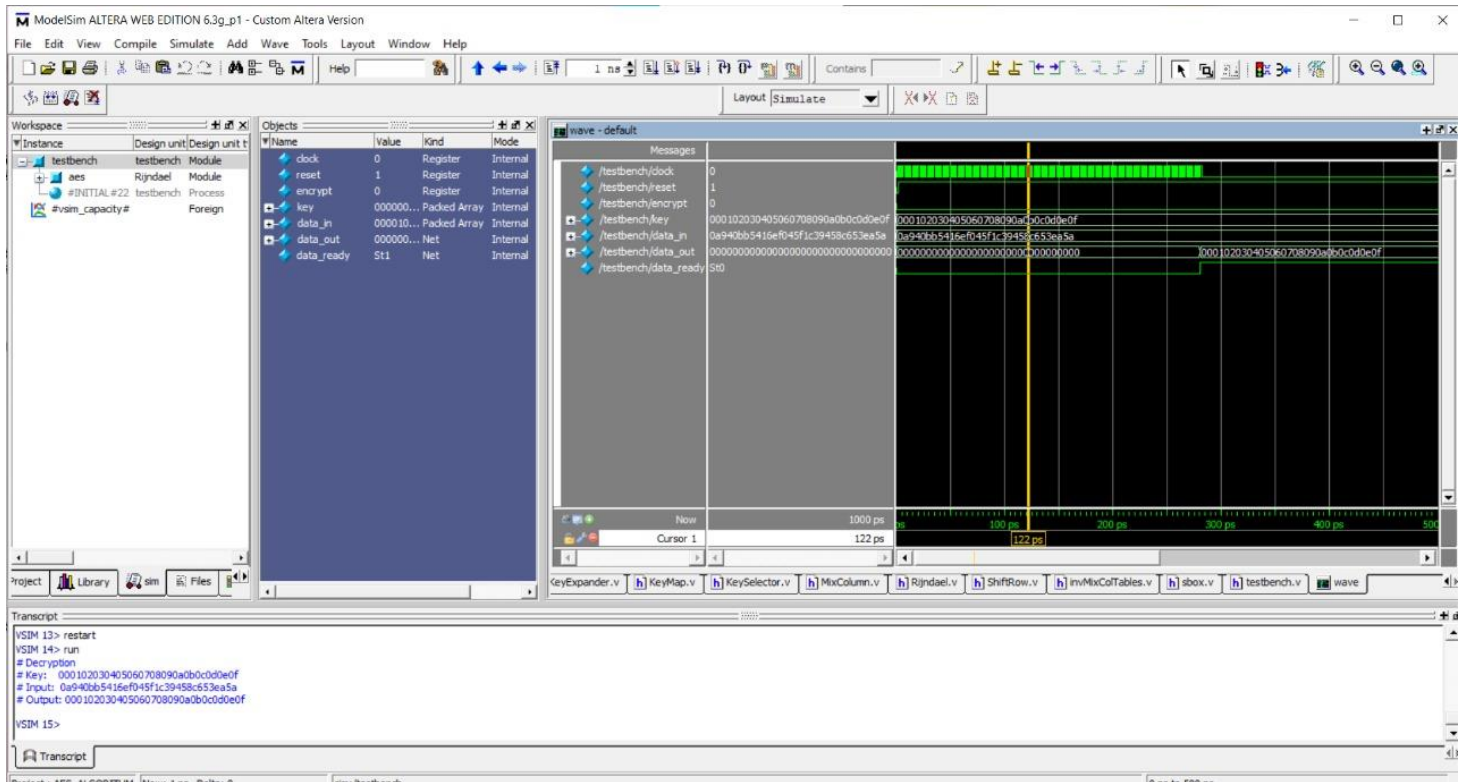 ModelSim ALTERA WEB EDITION 6.3g_p1 - Custom Altera Version
File Edit View Compile Simulate Add Wave Tools Layout Window Help
Help
1 ns
Contains
Layout Simulate
Workspace
Instance Design unit Design unit t
testbench testbench Module
aes Rijndael Module
#INITIAL#22 testbench Process
#vsim_capacity# Foreign
Project Library sim Files
Objects
Name Value Kind Mode
clock 0 Register Internal
reset 1 Register Internal
encrypt 0 Register Internal
key 000000... Packed Array Internal
data_in 000010... Packed Array Internal
data_out 000000... Net Internal
data_ready St1 Net Internal
wave - default
Messages
/testbench/clock 0
/testbench/reset 1
/testbench/encrypt 0
/testbench/key 000102030405060708090a0b0c0d0e0f 000102030405060708090a0b0c0d0e0f
/testbench/data_in 0a940bb5416ef045f1c39458c653ea5a 0a940bb5416ef045f1c39458c653ea5a
/testbench/data_out 00000000000000000000000000000000 00000000000000000000000000000000 000102030405060708090a0b0c0d0e0f
/testbench/data_ready St0
Now 1000 ps ps 100 ps 200 ps 300 ps 400 ps 500
Cursor 1 122 ps 122 ps
KeyExpander.v KeyMap.v KeySelector.v MixColumn.v Rijndael.v ShiftRow.v invMixColTables.v sbox.v testbench.v wave
Transcript
VSIM 13> restart
VSIM 14> run
# Decryption
# Key: 000102030405060708090a0b0c0d0e0f
# Input: 0a940bb5416ef045f1c39458c653ea5a
# Output: 000102030405060708090a0b0c0d0e0f
VSIM 15>
Transcript